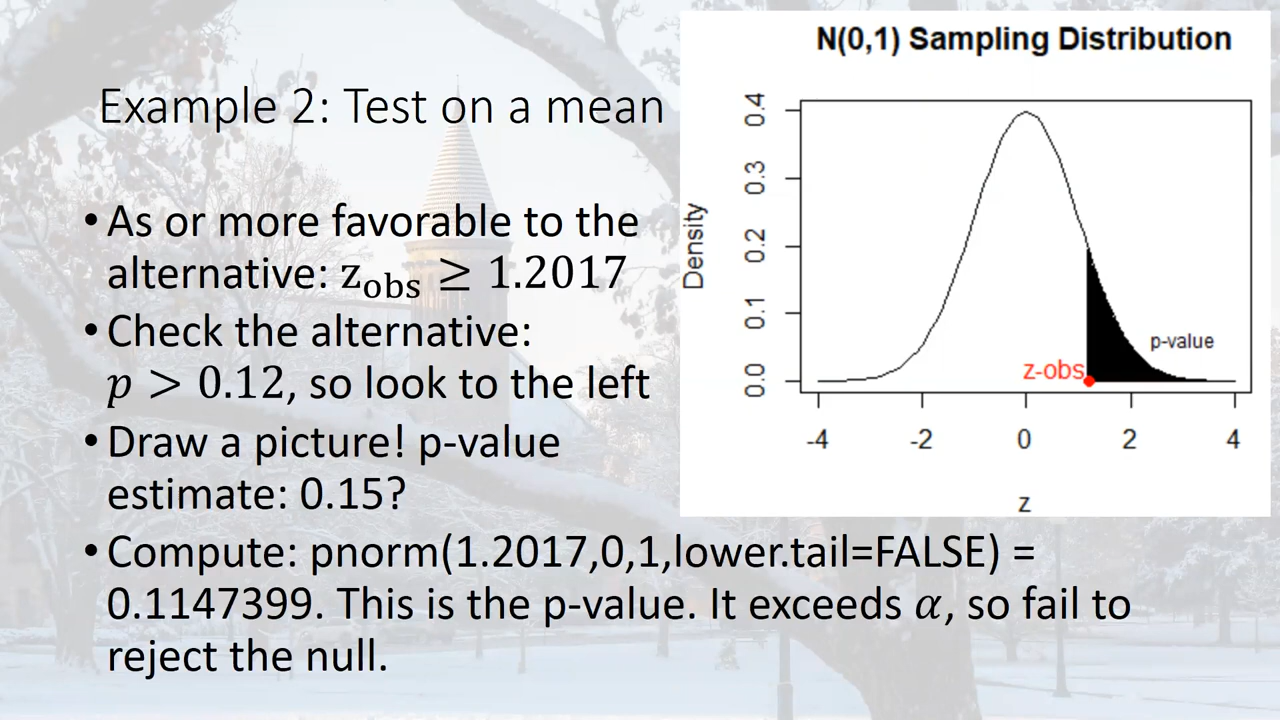 Example 2: Test on a mean
• As or more favorable to the
alternative: z_obs ≥ 1.2017
• Check the alternative:
p > 0.12, so look to the left
• Draw a picture! p-value
estimate: 0.15?
• Compute: pnorm(1.2017,0,1,lower.tail=FALSE) =
0.1147399. This is the p-value. It exceeds α, so fail to
reject the null.
N(0,1) Sampling Distribution
Density
0.4
0.3
0.2
0.1
0.0
p-value
z-obs
-4 -2 0 2 4
z